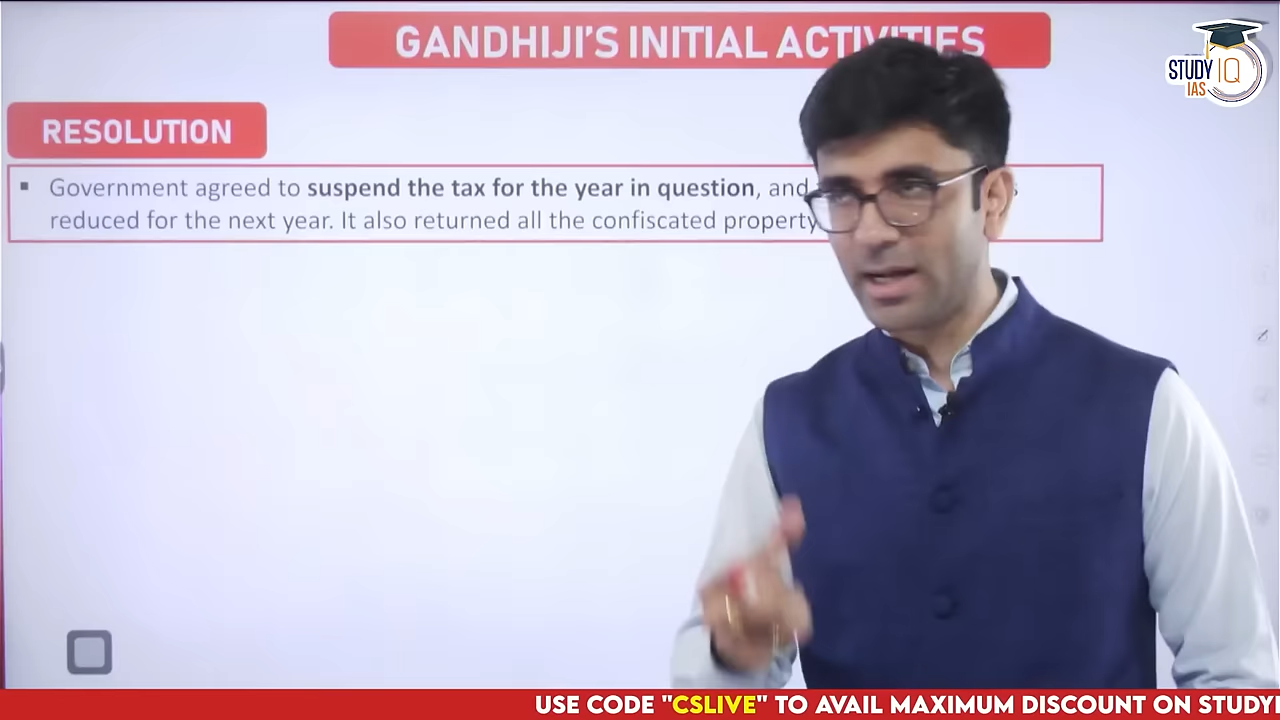 GANDHIJI'S INITIAL ACTIVITIES
STUDY IQ
IAS
RESOLUTION
▪ Government agreed to suspend the tax for the year in question, and
reduced for the next year. It also returned all the confiscated property
USE CODE "CSLIVE" TO AVAIL MAXIMUM DISCOUNT ON STUDYI